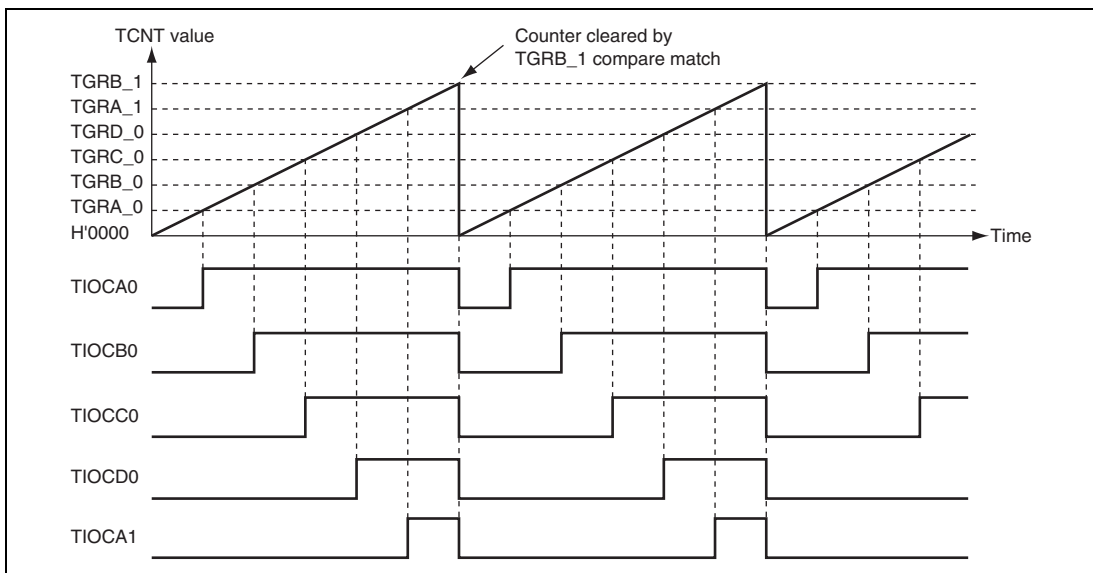 TCNT value
Counter cleared by
TGRB_1 compare match
TGRB_1
TGRA_1
TGRD_0
TGRC_0
TGRB_0
TGRA_0
H'0000
Time
TIOCA0
TIOCB0
TIOCC0
TIOCD0
TIOCA1